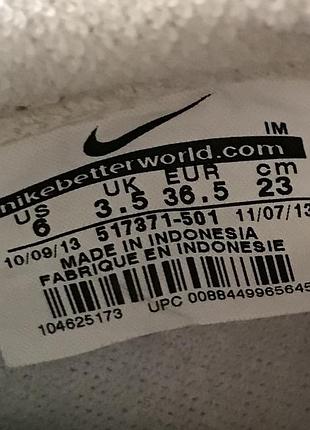 IM
nikebetterworld.com
US UK EUR cm
6 3.5 36.5 23
10/09/13 517371-501 11/07/13
MADE IN INDONESIA
FABRIQUE EN INDONESIE
104625173 UPC 0088449965645